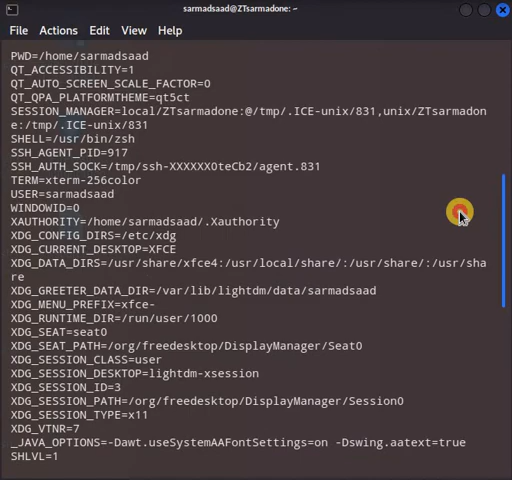 sarmadsaad@ZTsarmadone: ~
File Actions Edit View Help
PWD=/home/sarmadsaad
QT_ACCESSIBILITY=1
QT_AUTO_SCREEN_SCALE_FACTOR=0
QT_QPA_PLATFORMTHEME=qt5ct
SESSION_MANAGER=local/ZTsarmadone:@/tmp/.ICE-unix/831,unix/ZTsarmadon
e:/tmp/.ICE-unix/831
SHELL=/usr/bin/zsh
SSH_AGENT_PID=917
SSH_AUTH_SOCK=/tmp/ssh-XXXXXX0teCb2/agent.831
TERM=xterm-256color
USER=sarmadsaad
WINDOWID=0
XAUTHORITY=/home/sarmadsaad/.Xauthority
XDG_CONFIG_DIRS=/etc/xdg
XDG_CURRENT_DESKTOP=XFCE
XDG_DATA_DIRS=/usr/share/xfce4:/usr/local/share/:/usr/share/:/usr/sha
re
XDG_GREETER_DATA_DIR=/var/lib/lightdm/data/sarmadsaad
XDG_MENU_PREFIX=xfce-
XDG_RUNTIME_DIR=/run/user/1000
XDG_SEAT=seat0
XDG_SEAT_PATH=/org/freedesktop/DisplayManager/Seat0
XDG_SESSION_CLASS=user
XDG_SESSION_DESKTOP=lightdm-xsession
XDG_SESSION_ID=3
XDG_SESSION_PATH=/org/freedesktop/DisplayManager/Session0
XDG_SESSION_TYPE=x11
XDG_VTNR=7
_JAVA_OPTIONS=-Dawt.useSystemAAFontSettings=on -Dswing.aatext=true
SHLVL=1